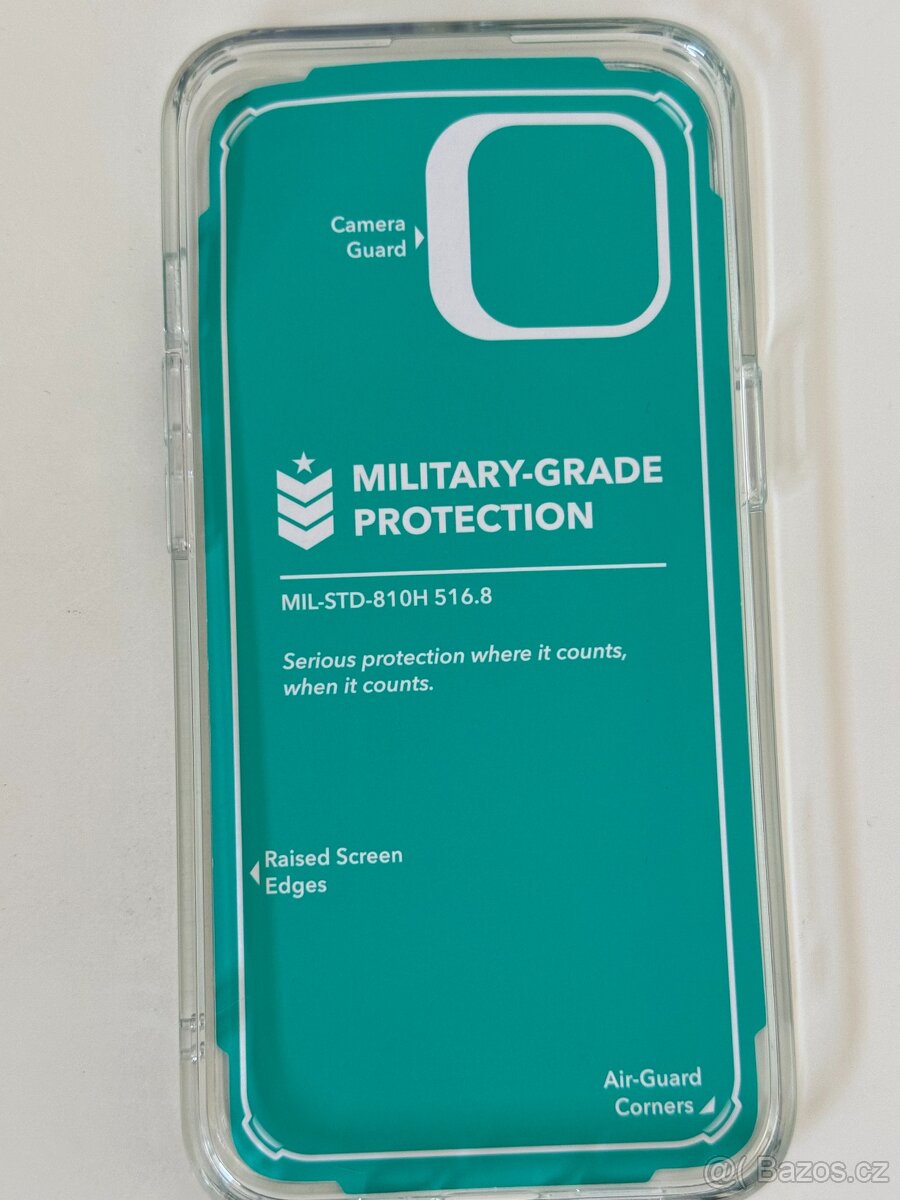 Camera
Guard
MILITARY-GRADE
PROTECTION
MIL-STD-810H 516.8
Serious protection where it counts,
when it counts.
Raised Screen
Edges
Air-Guard
Corners
@( Bazos.cz